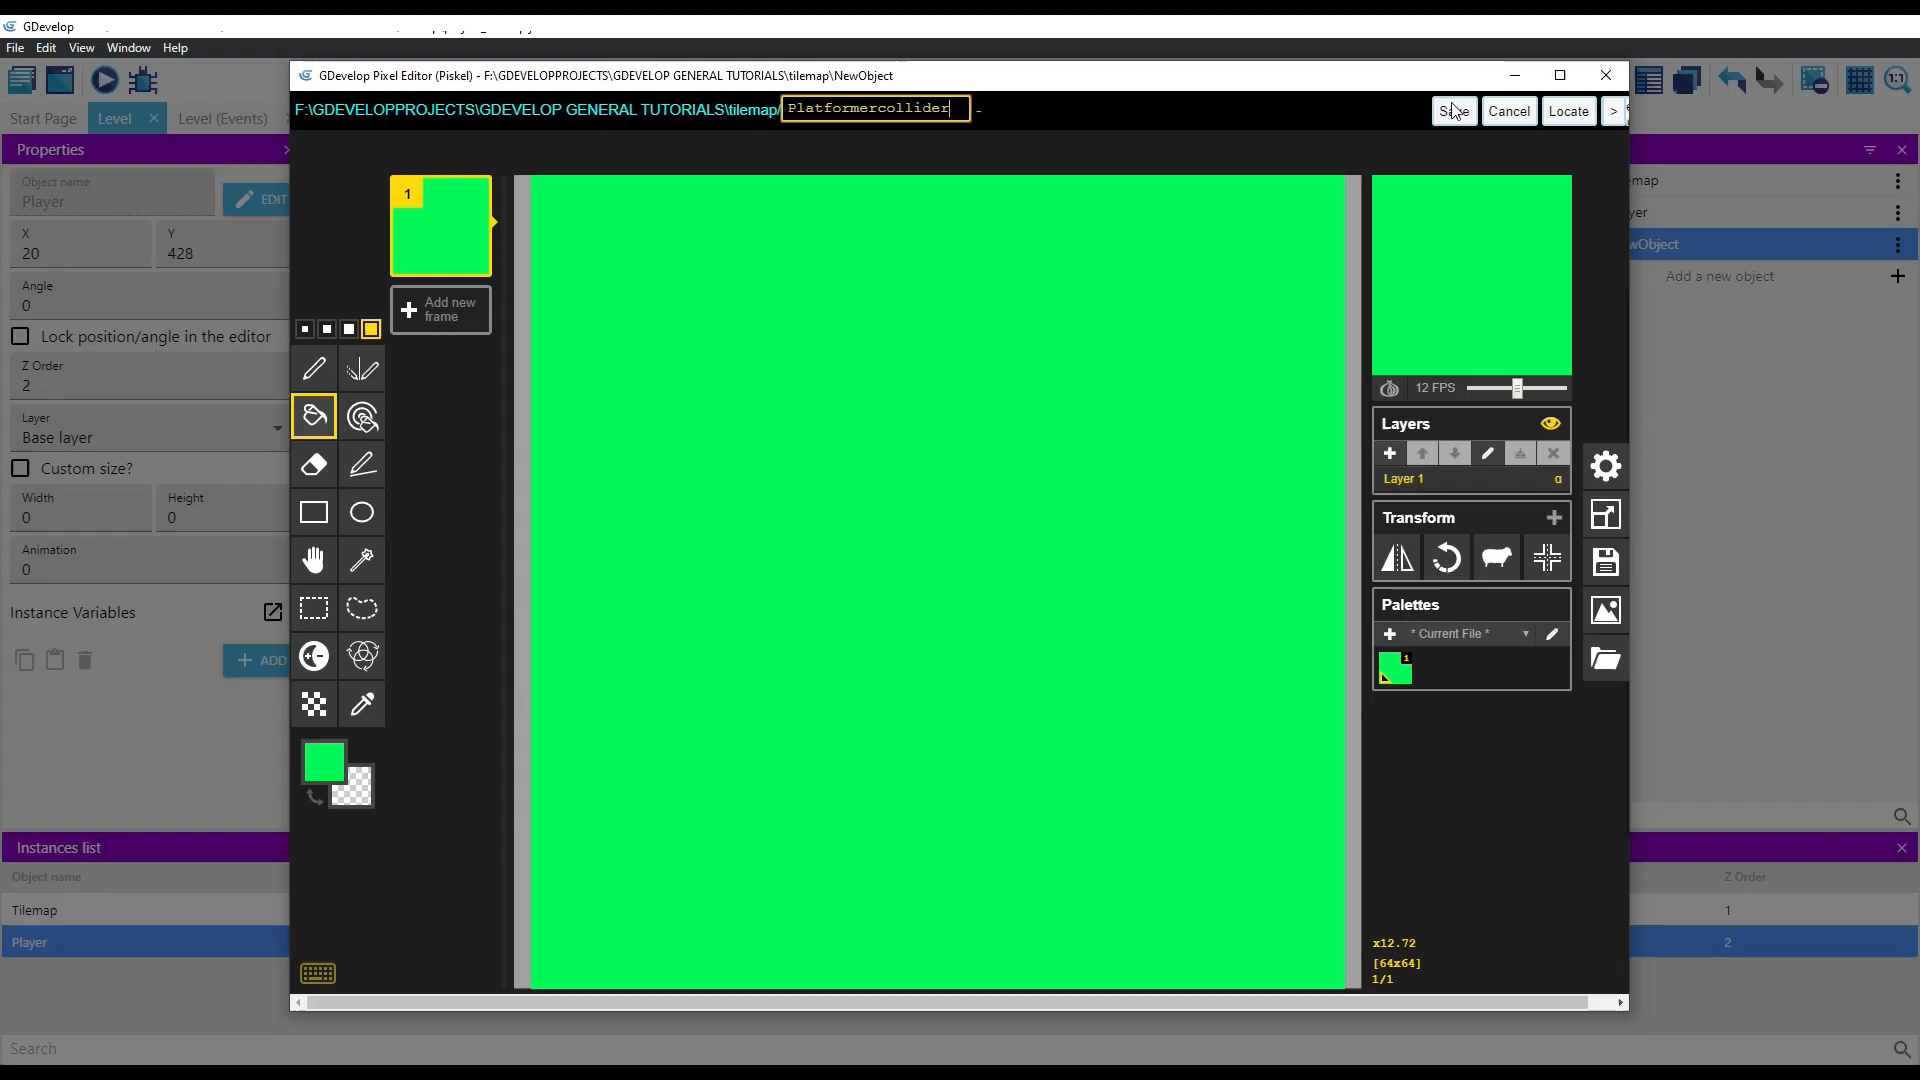 GDevelop
File Edit View Window Help
GDevelop Pixel Editor (Piskel) - F:\GDEVELOPPROJECTS\GDEVELOP GENERAL TUTORIALS\tilemap\NewObject
F:\GDEVELOPPROJECTS\GDEVELOP GENERAL TUTORIALS\tilemap/ Platformercollider -
Save Cancel Locate >
1:1
Start Page Level Level (Events)
Properties
Object name
Player
EDIT
X Y
20 428
Angle
0
Lock position/angle in the editor
Z Order
2
Layer
Base layer
Custom size?
Width Height
0 0
Animation
0
Instance Variables
ADD
1
Add new
frame
12 FPS
Layers
Layer 1 α
Transform
Palettes
* Current File *
1
x12.72
[64x64]
1/1
map
yer
wObject
Add a new object
Instances list
Object name Z Order
Tilemap 1
Player 2
Search